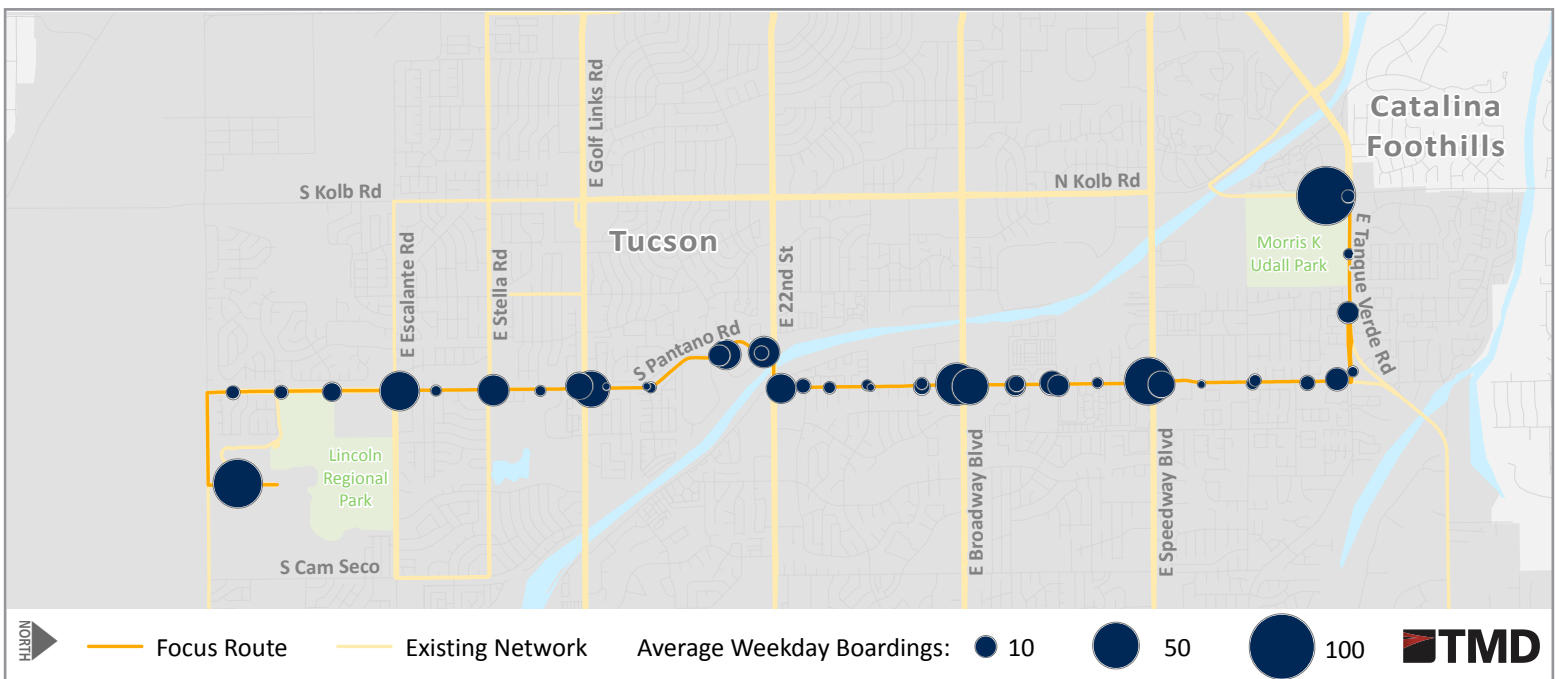 Catalina
Foothills
S Kolb Rd
N Kolb Rd
E Golf Links Rd
Tucson
E Escalante Rd
E Stella Rd
E 22nd St
Morris K
Udall Park
E Tanque Verde Rd
S Pantano Rd
Lincoln
Regional
Park
E Broadway Blvd
E Speedway Blvd
S Cam Seco
NORTH
Focus Route
Existing Network
Average Weekday Boardings:
10
50
100
TMD